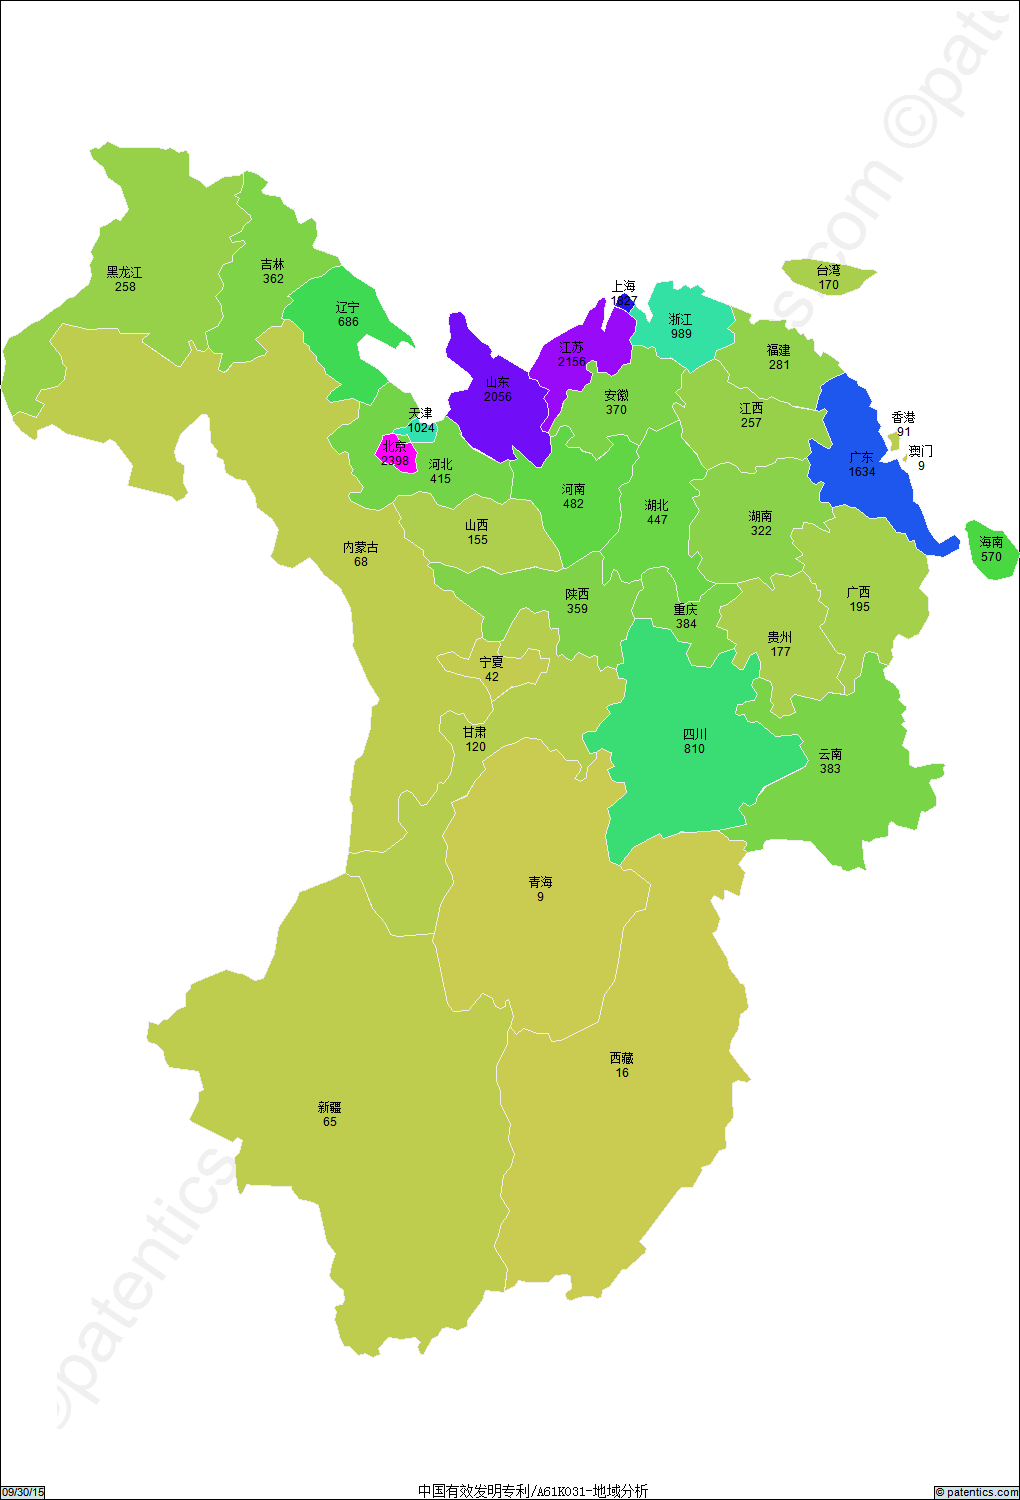 ©patentics.com ©patentics.com
台湾
170
黑龙江
258
吉林
362
上海
1827
辽宁
686
浙江
989
江苏
2156
福建
281
山东
2056
安徽
370
江西
257
天津
1024
香港
91
北京
2398
河北
415
广东
1634
澳门
9
河南
482
湖北
447
湖南
322
山西
155
海南
570
内蒙古
68
陕西
359
重庆
384
广西
195
贵州
177
宁夏
42
甘肃
120
四川
810
云南
383
青海
9
西藏
16
新疆
65
09/30/15
中国有效发明专利/A61K031-地域分析
© patentics.com